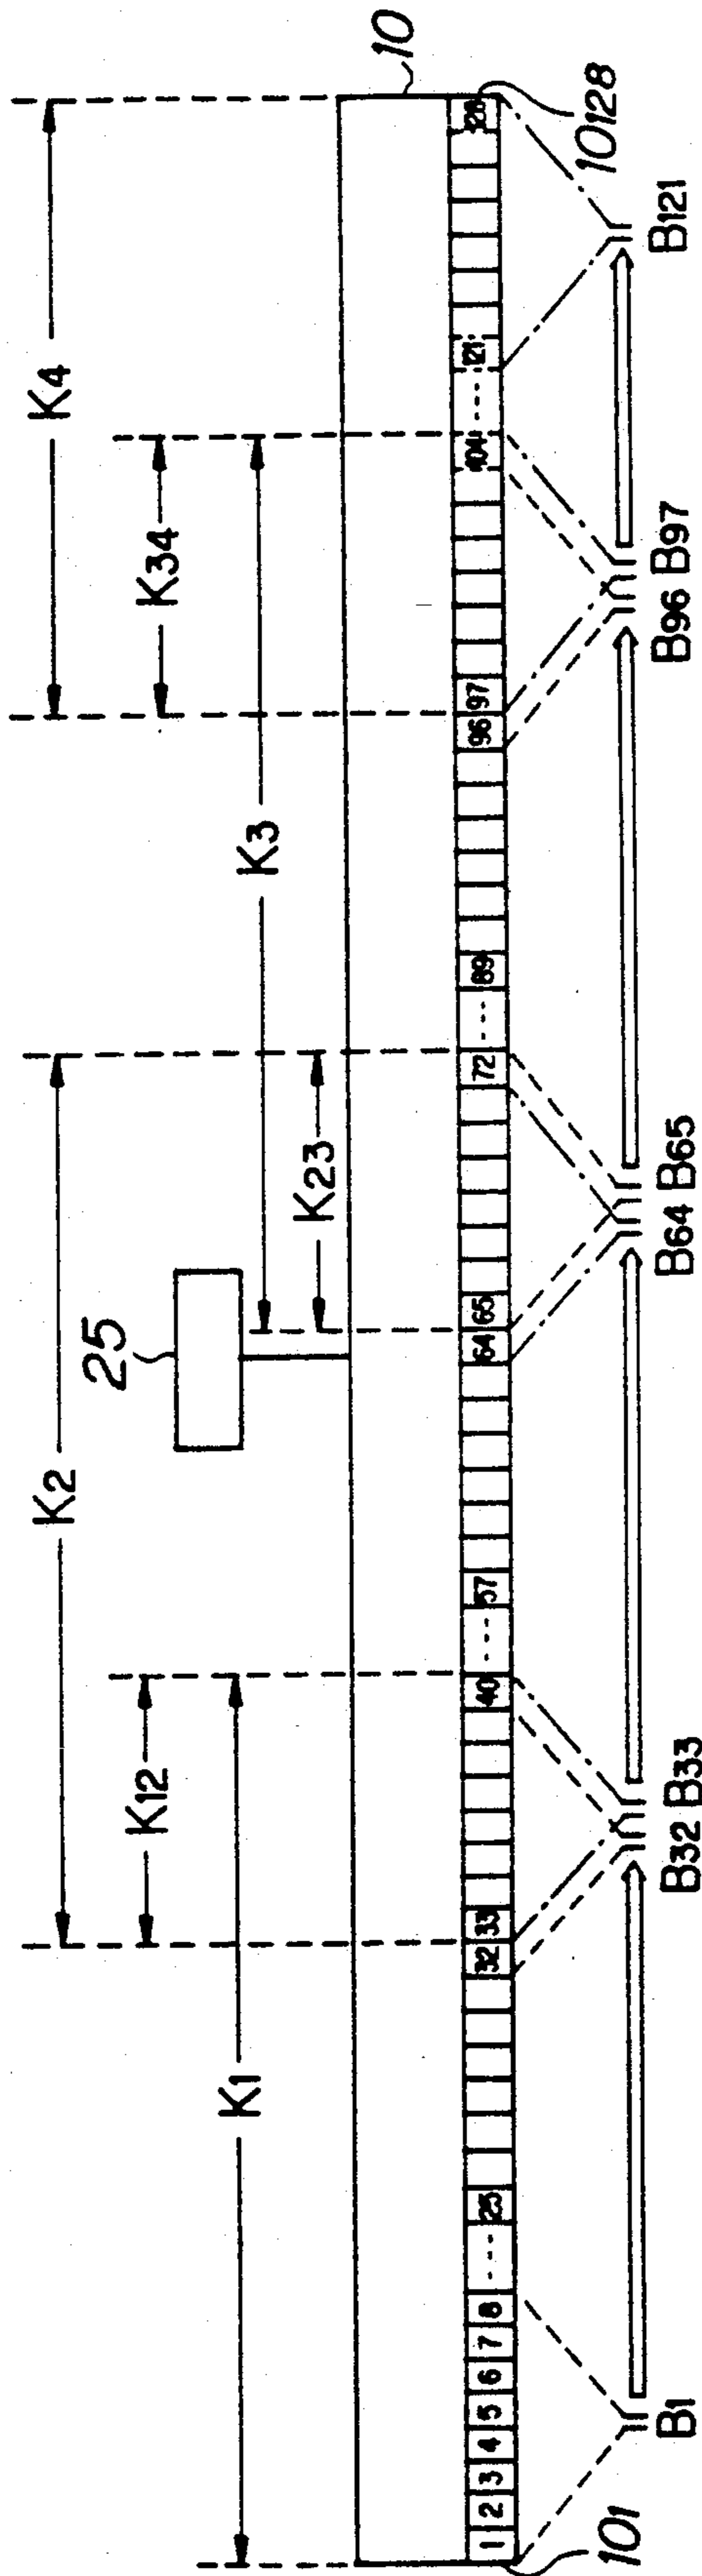 K4
K34
K3
K2
K23
25
K12
K1
10
1 2 3 4 5 6 7 8 --- 25 32 33 40 --- 57 64 65 72 --- 89 96 97 404 --- 121 128
101
10128
B1
B32 B33
B64 B65
B96 B97
B121